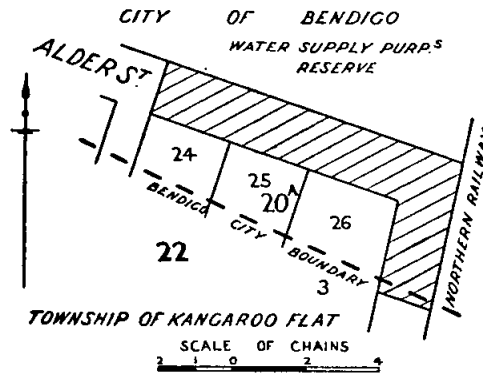 CITY OF BENDIGO
WATER SUPPLY PURP.S
RESERVE
ALDER ST
24
25
20A
26
BENDIGO CITY BOUNDARY
NORTHERN RAILWAY
22
3
TOWNSHIP OF KANGAROO FLAT
SCALE OF CHAINS
2 1 0 2 4